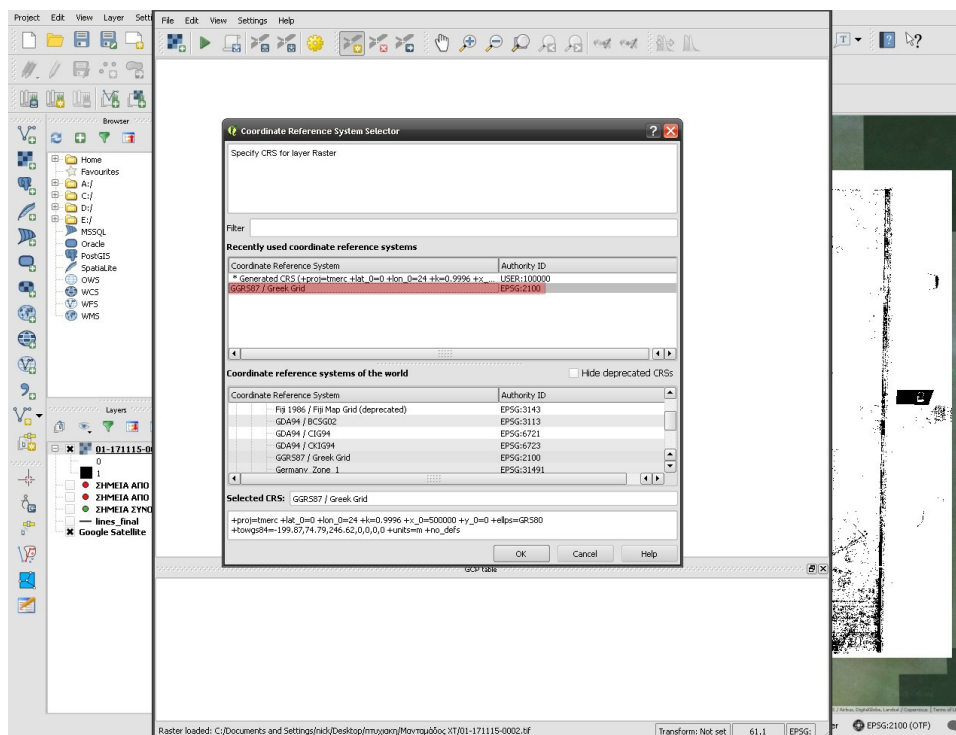 Project Edit View Layer Sett
File Edit View Settings Help
Browser
Home
Favourites
A:/
C:/
D:/
E:/
MSSQL
Oracle
PostGIS
SpatiaLite
OWS
WCS
WFS
WMS
Layers
01-171115-0
0
1
ΣΗΜΕΙΑ ΑΠΟ
ΣΗΜΕΙΑ ΑΠΟ
ΣΗΜΕΙΑ ΣΥΝΟ
lines_final
Google Satellite
Coordinate Reference System Selector
Specify CRS for layer Raster
Filter
Recently used coordinate reference systems
Coordinate Reference System Authority ID
* Generated CRS (+proj=tmerc +lat_0=0 +lon_0=24 +k=0.9996 +x_... USER:100000
GGRS87 / Greek Grid EPSG:2100
Coordinate reference systems of the world Hide deprecated CRSs
Coordinate Reference System Authority ID
Fiji 1986 / Fiji Map Grid (deprecated) EPSG:3143
GDA94 / BCSG02 EPSG:3113
GDA94 / CIG94 EPSG:6721
GDA94 / CKIG94 EPSG:6723
GGRS87 / Greek Grid EPSG:2100
Germany Zone 1 EPSG:31491
Selected CRS: GGRS87 / Greek Grid
+proj=tmerc +lat_0=0 +lon_0=24 +k=0.9996 +x_0=500000 +y_0=0 +ellps=GRS80
+towgs84=-199.87,74.79,246.62,0,0,0,0 +units=m +no_defs
OK Cancel Help
GCP table
Raster loaded: C:/Documents and Settings/nick/Desktop/πτυχιακη/Μανταμάδος ΧΤ/01-171115-0002.tif
Transform: Not set 61,1 EPSG:
er EPSG:2100 (OTF)